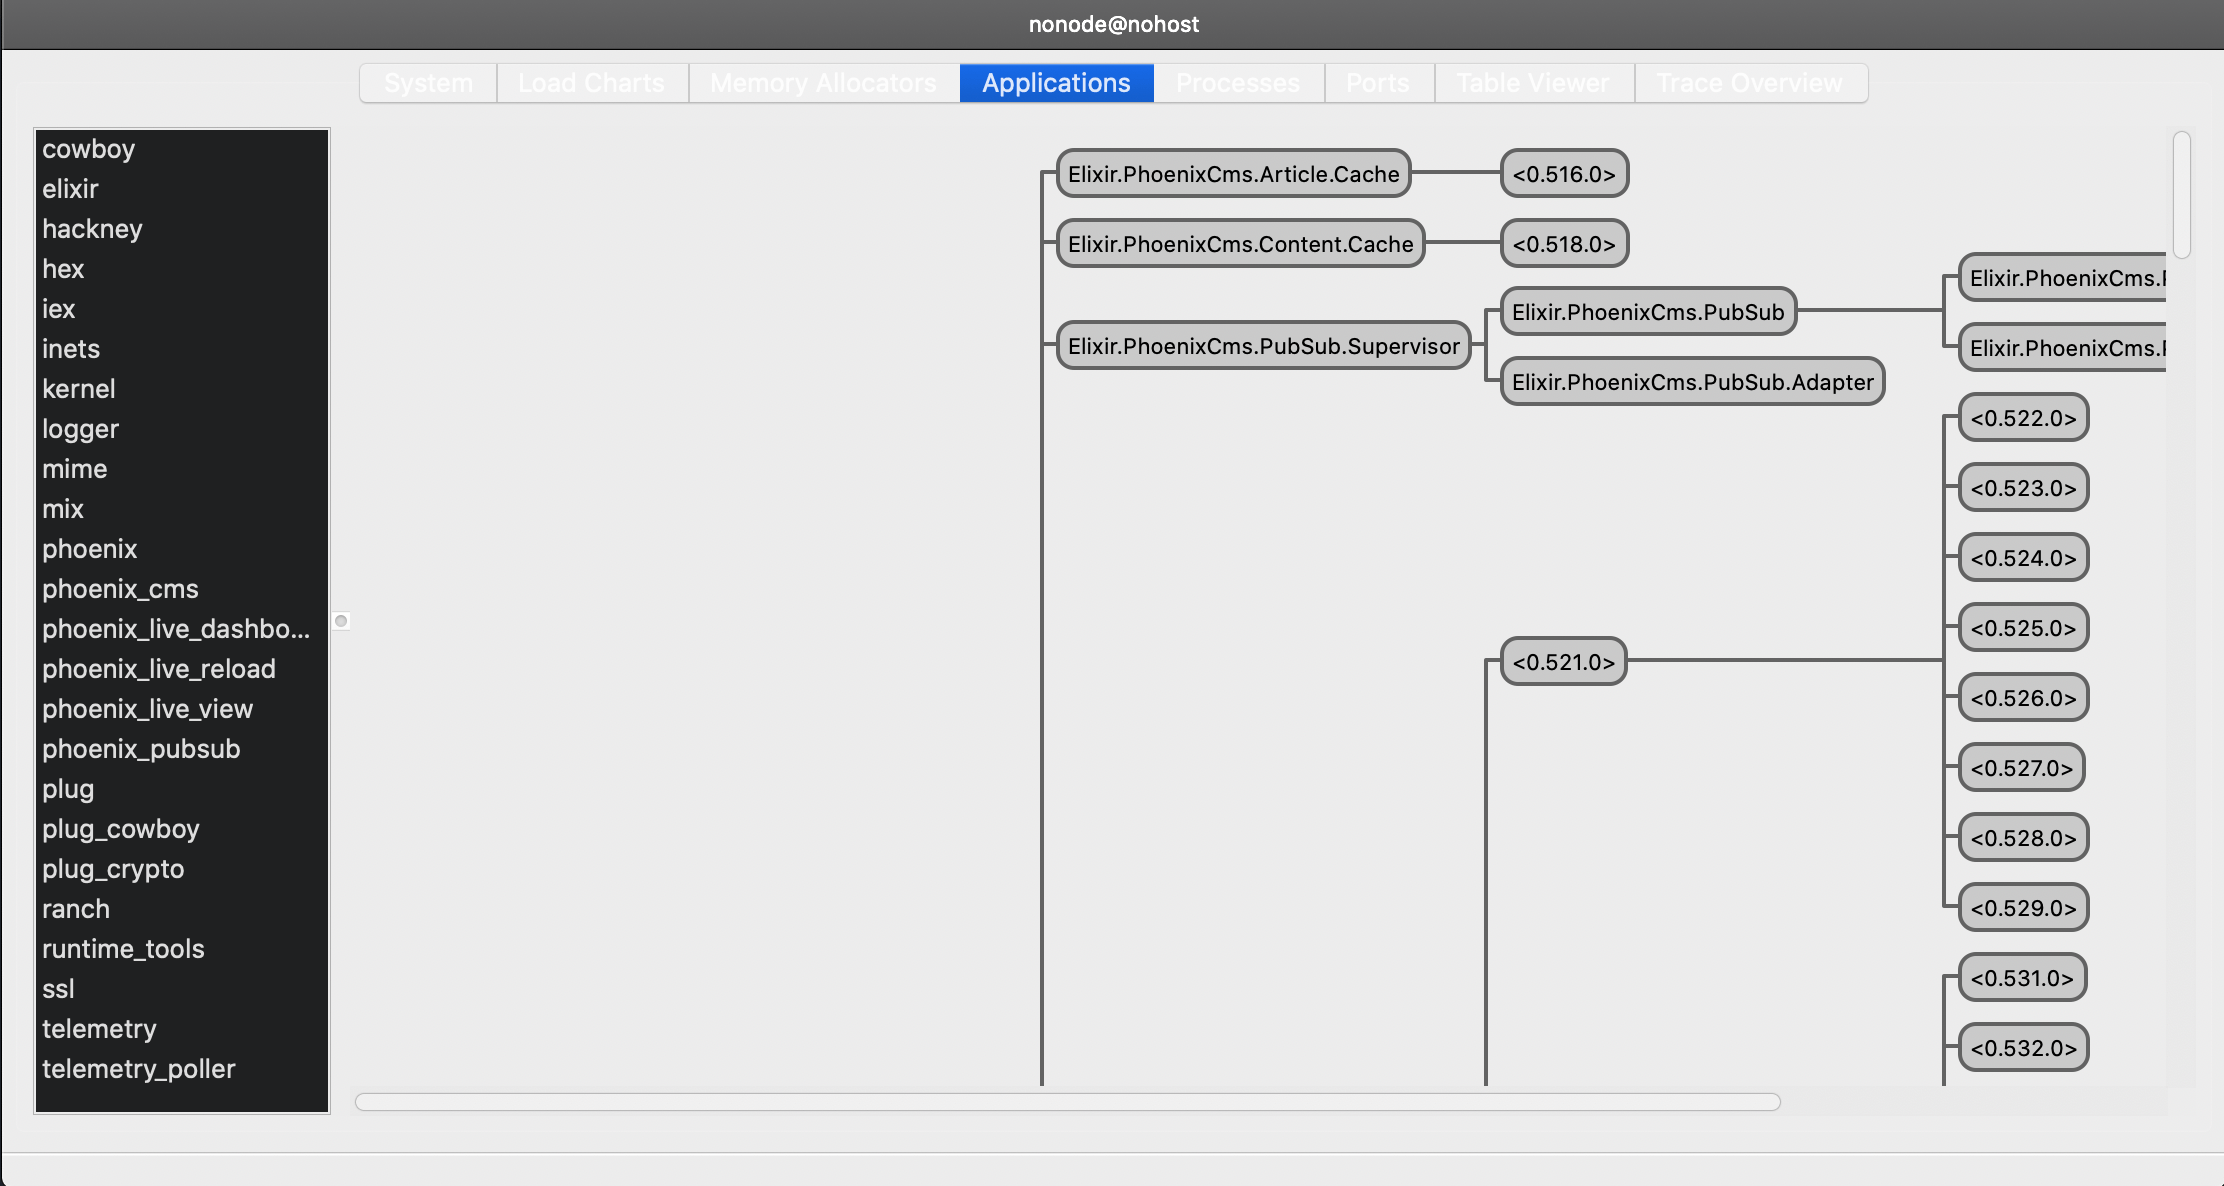 nonode@nohost
System Load Charts Memory Allocators Applications Processes Ports Table Viewer Trace Overview
cowboy
elixir
hackney
hex
iex
inets
kernel
logger
mime
mix
phoenix
phoenix_cms
phoenix_live_dashbo...
phoenix_live_reload
phoenix_live_view
phoenix_pubsub
plug
plug_cowboy
plug_crypto
ranch
runtime_tools
ssl
telemetry
telemetry_poller
Elixir.PhoenixCms.Article.Cache
<0.516.0>
Elixir.PhoenixCms.Content.Cache
<0.518.0>
Elixir.PhoenixCms.PubSub.Supervisor
Elixir.PhoenixCms.PubSub
Elixir.PhoenixCms.PubSub.Adapter
Elixir.PhoenixCms.
Elixir.PhoenixCms.
<0.521.0>
<0.522.0>
<0.523.0>
<0.524.0>
<0.525.0>
<0.526.0>
<0.527.0>
<0.528.0>
<0.529.0>
<0.531.0>
<0.532.0>